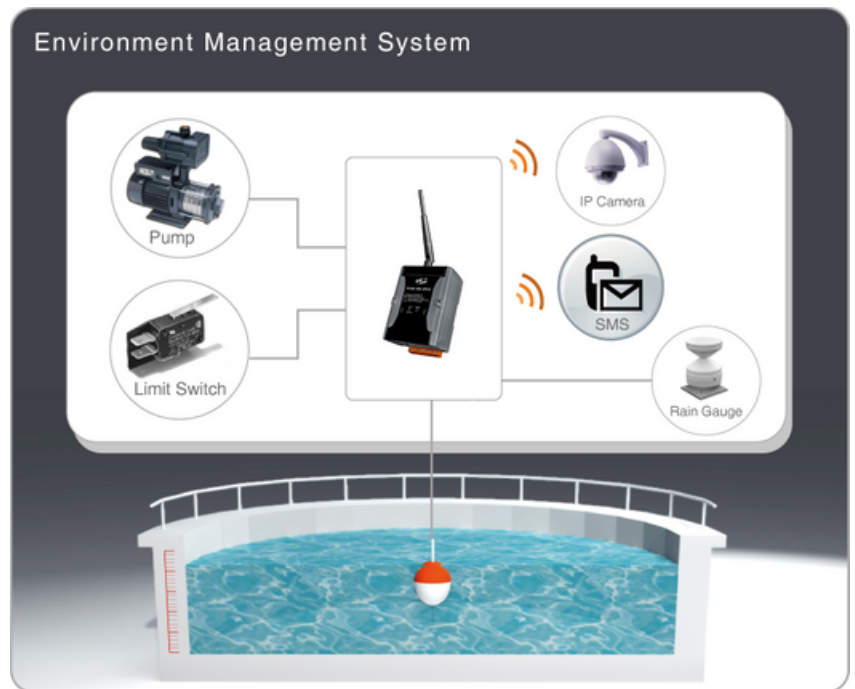 Environment Management System
Pump
IP Camera
SMS
Limit Switch
Rain Gauge